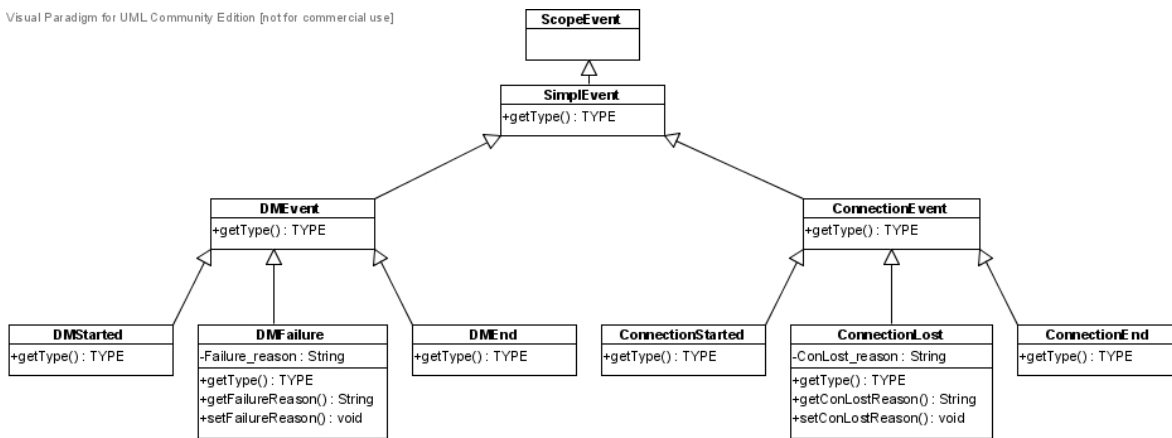 Visual Paradigm for UML Community Edition [not for commercial use]
ScopeEvent
SimplEvent
+getType() : TYPE
DMEvent
+getType() : TYPE
ConnectionEvent
+getType() : TYPE
DMStarted
+getType() : TYPE
DMFailure
-Failure_reason : String
+getType() : TYPE
+getFailureReason() : String
+setFailureReason() : void
DMEnd
+getType() : TYPE
ConnectionStarted
+getType() : TYPE
ConnectionLost
-ConLost_reason : String
+getType() : TYPE
+getConLostReason() : String
+setConLostReason() : void
ConnectionEnd
+getType() : TYPE